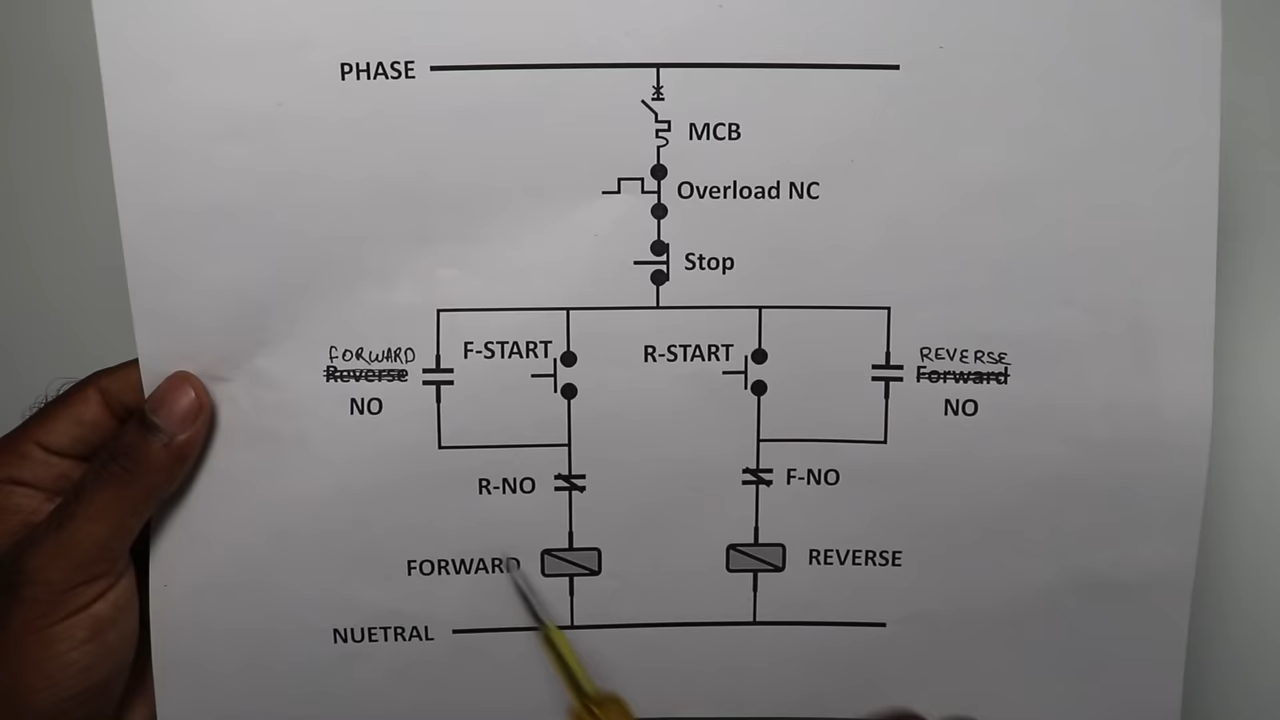 PHASE
MCB
Overload NC
Stop
F-START
R-START
FORWARD
Reverse
NO
REVERSE
Forward
NO
R-NO
F-NO
FORWARD
REVERSE
NUETRAL